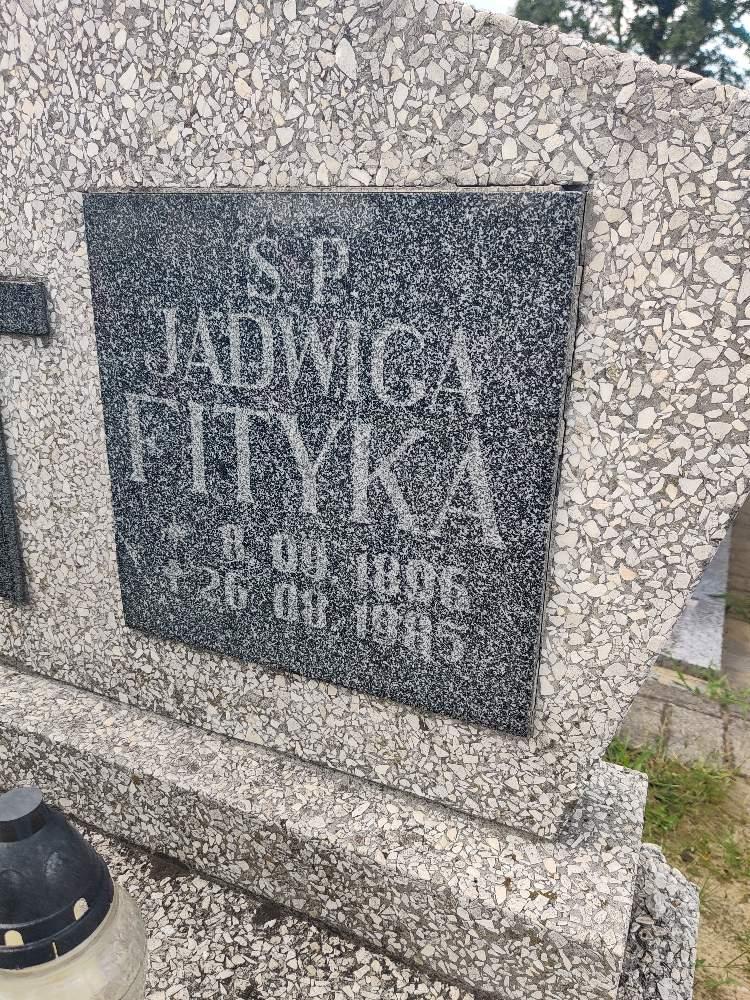 Ś. P.
JADWIGA
FITYKA
* 8. 09. 1896
+ 26. 08. 1985